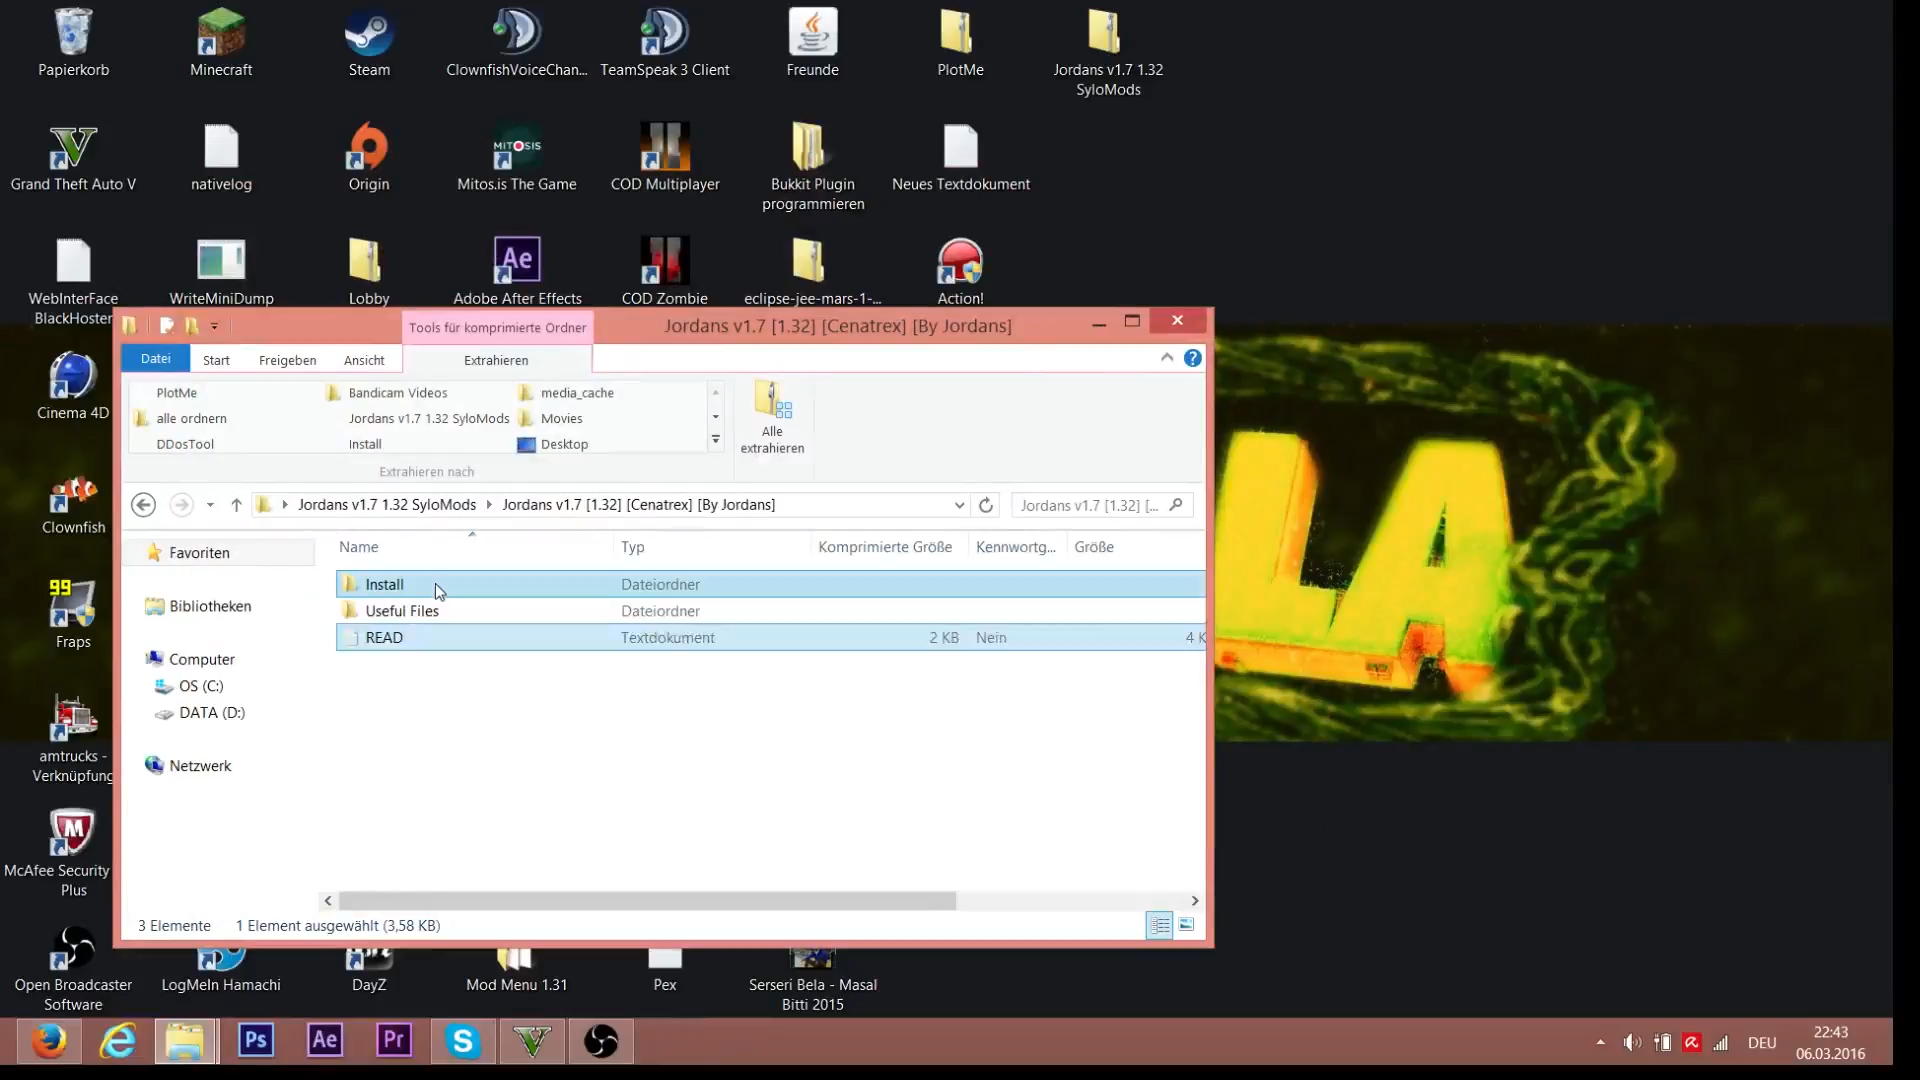 Papierkorb
Minecraft
Steam
ClownfishVoiceChan...
TeamSpeak 3 Client
Freunde
PlotMe
Jordans v1.7 1.32
SyloMods
MITOSIS
Grand Theft Auto V
nativelog
Origin
Mitos.is The Game
COD Multiplayer
Bukkit Plugin
programmieren
Neues Textdokument
Ae
WebInterFace
BlackHoster
WriteMiniDump
Lobby
Adobe After Effects
COD Zombie
eclipse-jee-mars-1-...
Action!
Tools für komprimierte Ordner
Jordans v1.7 [1.32] [Cenatrex] [By Jordans]
Datei
Start
Freigeben
Ansicht
Extrahieren
PlotMe
Bandicam Videos
media_cache
alle ordnern
Jordans v1.7 1.32 SyloMods
Movies
DDosTool
Install
Desktop
Alle
extrahieren
Extrahieren nach
Jordans v1.7 1.32 SyloMods
Jordans v1.7 [1.32] [Cenatrex] [By Jordans]
Jordans v1.7 [1.32] [...
Name
Typ
Komprimierte Größe
Kennwortg...
Größe
Favoriten
Bibliotheken
Computer
OS (C:)
DATA (D:)
Netzwerk
Install
Dateiordner
Useful Files
Dateiordner
READ
Textdokument
2 KB
Nein
4 K
3 Elemente
1 Element ausgewählt (3,58 KB)
Cinema 4D
Clownfish
99
Fraps
amtrucks -
Verknüpfung
McAfee Security
Plus
Open Broadcaster
Software
LogMeIn Hamachi
DayZ
Mod Menu 1.31
Pex
Serseri Bela - Masal
Bitti 2015
LA
Ps
Ae
Pr
DEU
22:43
06.03.2016